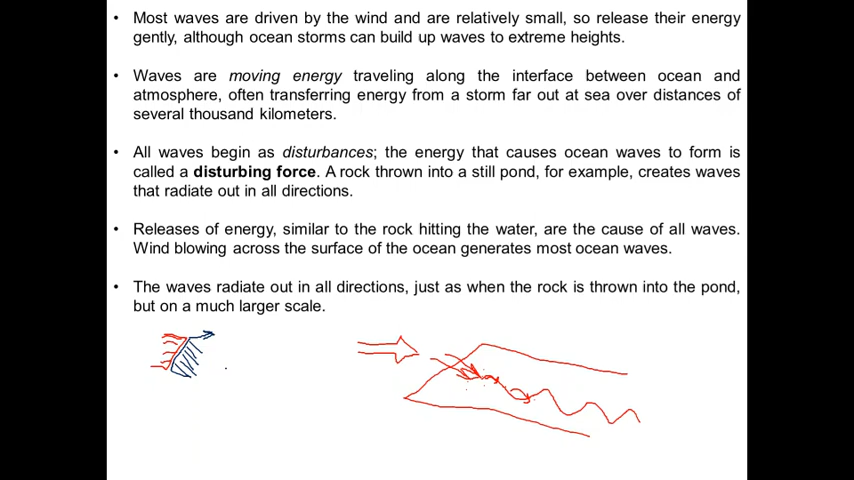 • Most waves are driven by the wind and are relatively small, so release their energy
gently, although ocean storms can build up waves to extreme heights.
• Waves are moving energy traveling along the interface between ocean and
atmosphere, often transferring energy from a storm far out at sea over distances of
several thousand kilometers.
• All waves begin as disturbances; the energy that causes ocean waves to form is
called a disturbing force. A rock thrown into a still pond, for example, creates waves
that radiate out in all directions.
• Releases of energy, similar to the rock hitting the water, are the cause of all waves.
Wind blowing across the surface of the ocean generates most ocean waves.
• The waves radiate out in all directions, just as when the rock is thrown into the pond,
but on a much larger scale.